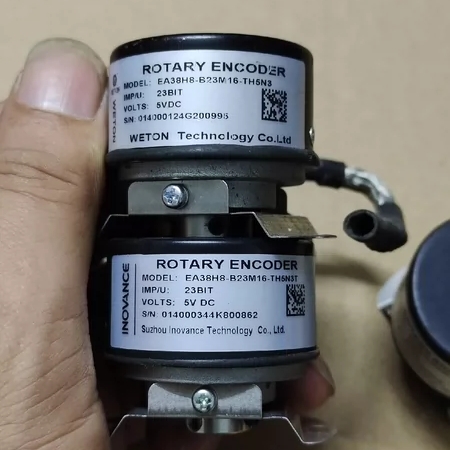 ROTARY ENCODER
MODEL: EA38H8-B23M16-TH5N3
IMP/U: 23BIT
VOLTS: 5VDC
S/N: 014000124G200996
WETON Technology Co.Ltd
WETON
INOVANCE
ROTARY ENCODER
MODEL: EA38H8-B23M16-TH5N3T
IMP/U: 23BIT
VOLTS: 5V DC
S/N: 014000344K800862
Suzhou Inovance Technology Co., Ltd.